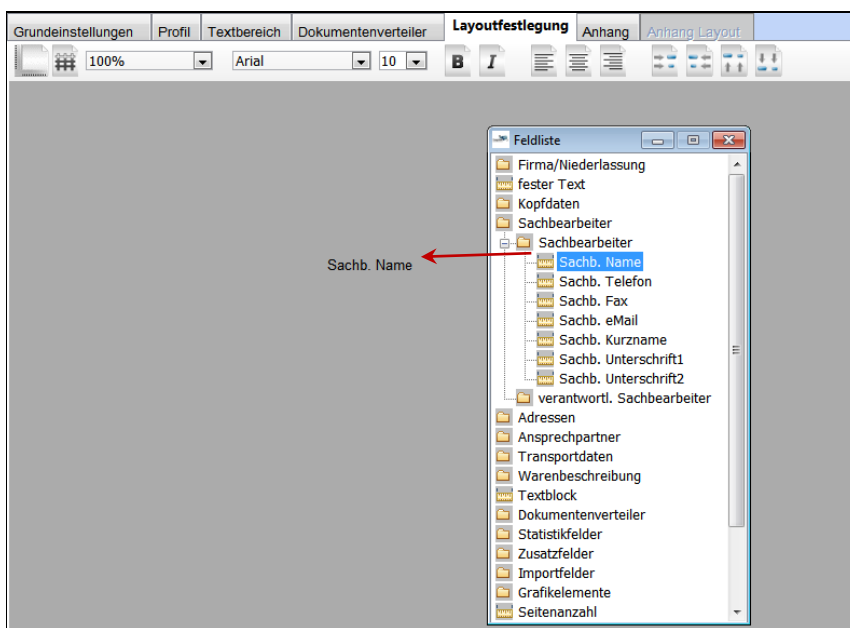 Grundeinstellungen Profil Textbereich Dokumentenverteiler Layoutfestlegung Anhang Anhang Layout
100% Arial 10 B I
Feldliste
Firma/Niederlassung
fester Text
Kopfdaten
Sachbearbeiter
Sachbearbeiter
Sachb. Name
Sachb. Name
Sachb. Telefon
Sachb. Fax
Sachb. eMail
Sachb. Kurzname
Sachb. Unterschrift1
Sachb. Unterschrift2
verantwortl. Sachbearbeiter
Adressen
Ansprechpartner
Transportdaten
Warenbeschreibung
Textblock
Dokumentenverteiler
Statistikfelder
Zusatzfelder
Importfelder
Grafikelemente
Seitenanzahl